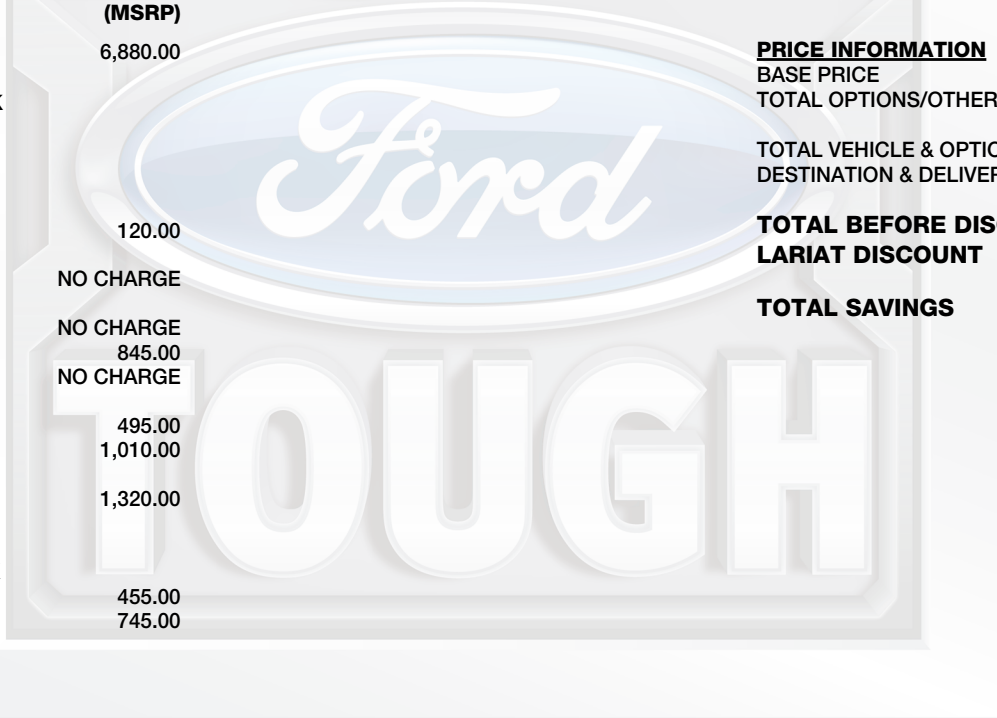 (MSRP)
6,880.00
120.00
NO CHARGE
NO CHARGE
845.00
NO CHARGE
495.00
1,010.00
1,320.00
455.00
745.00
Ford
TOUGH
PRICE INFORMATION
BASE PRICE
TOTAL OPTIONS/OTHER
TOTAL VEHICLE & OPTIO
DESTINATION & DELIVER
TOTAL BEFORE DIS
LARIAT DISCOUNT
TOTAL SAVINGS